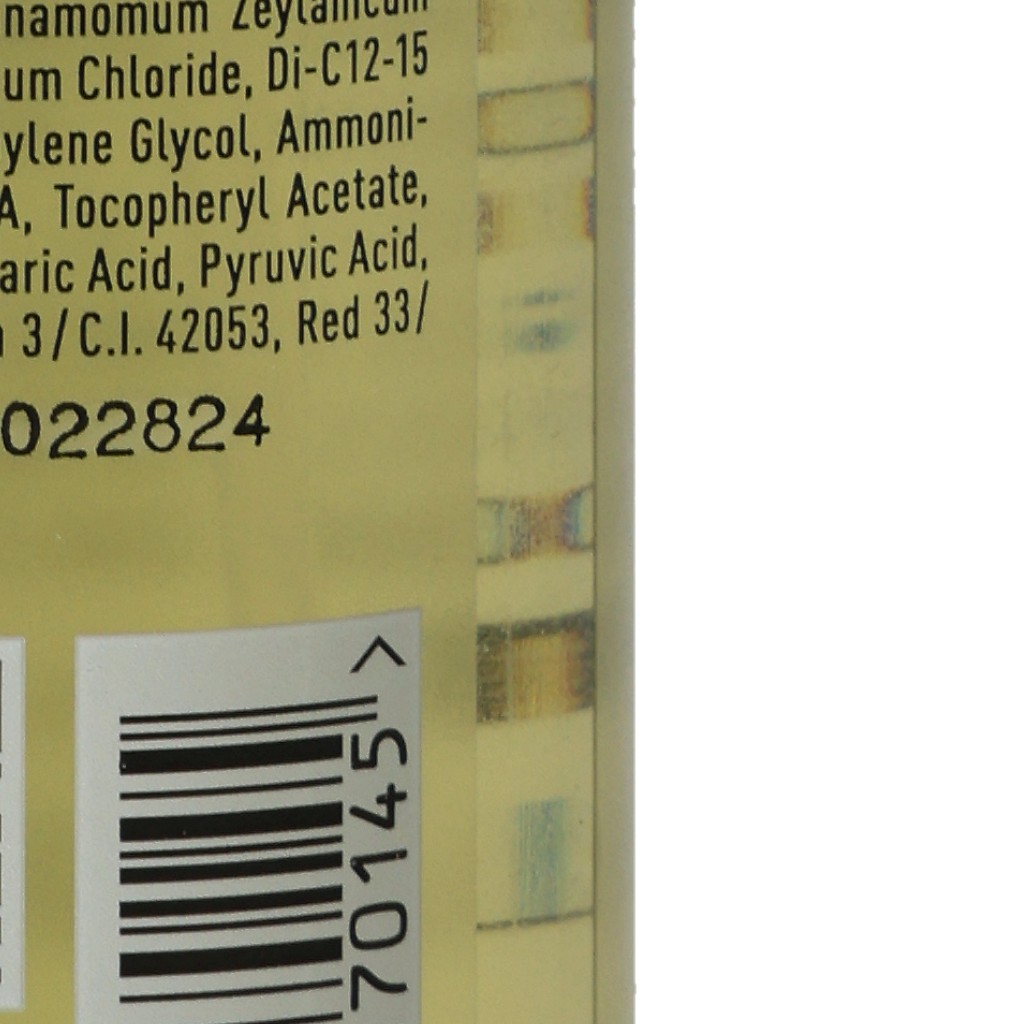 Zeylanicum
um Chloride, Di-C12-15
ylene Glycol, Ammoni-
A, Tocopheryl Acetate,
aric Acid, Pyruvic Acid,
3/C.I. 42053, Red 33/
022824
70145>